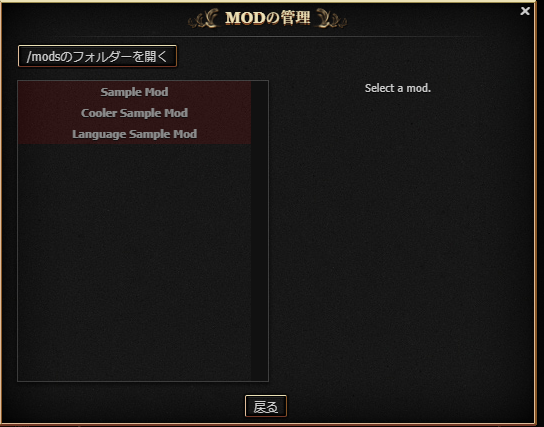 MODの管理
/modsのフォルダーを開く
Sample Mod
Cooler Sample Mod
Language Sample Mod
Select a mod.
戻る